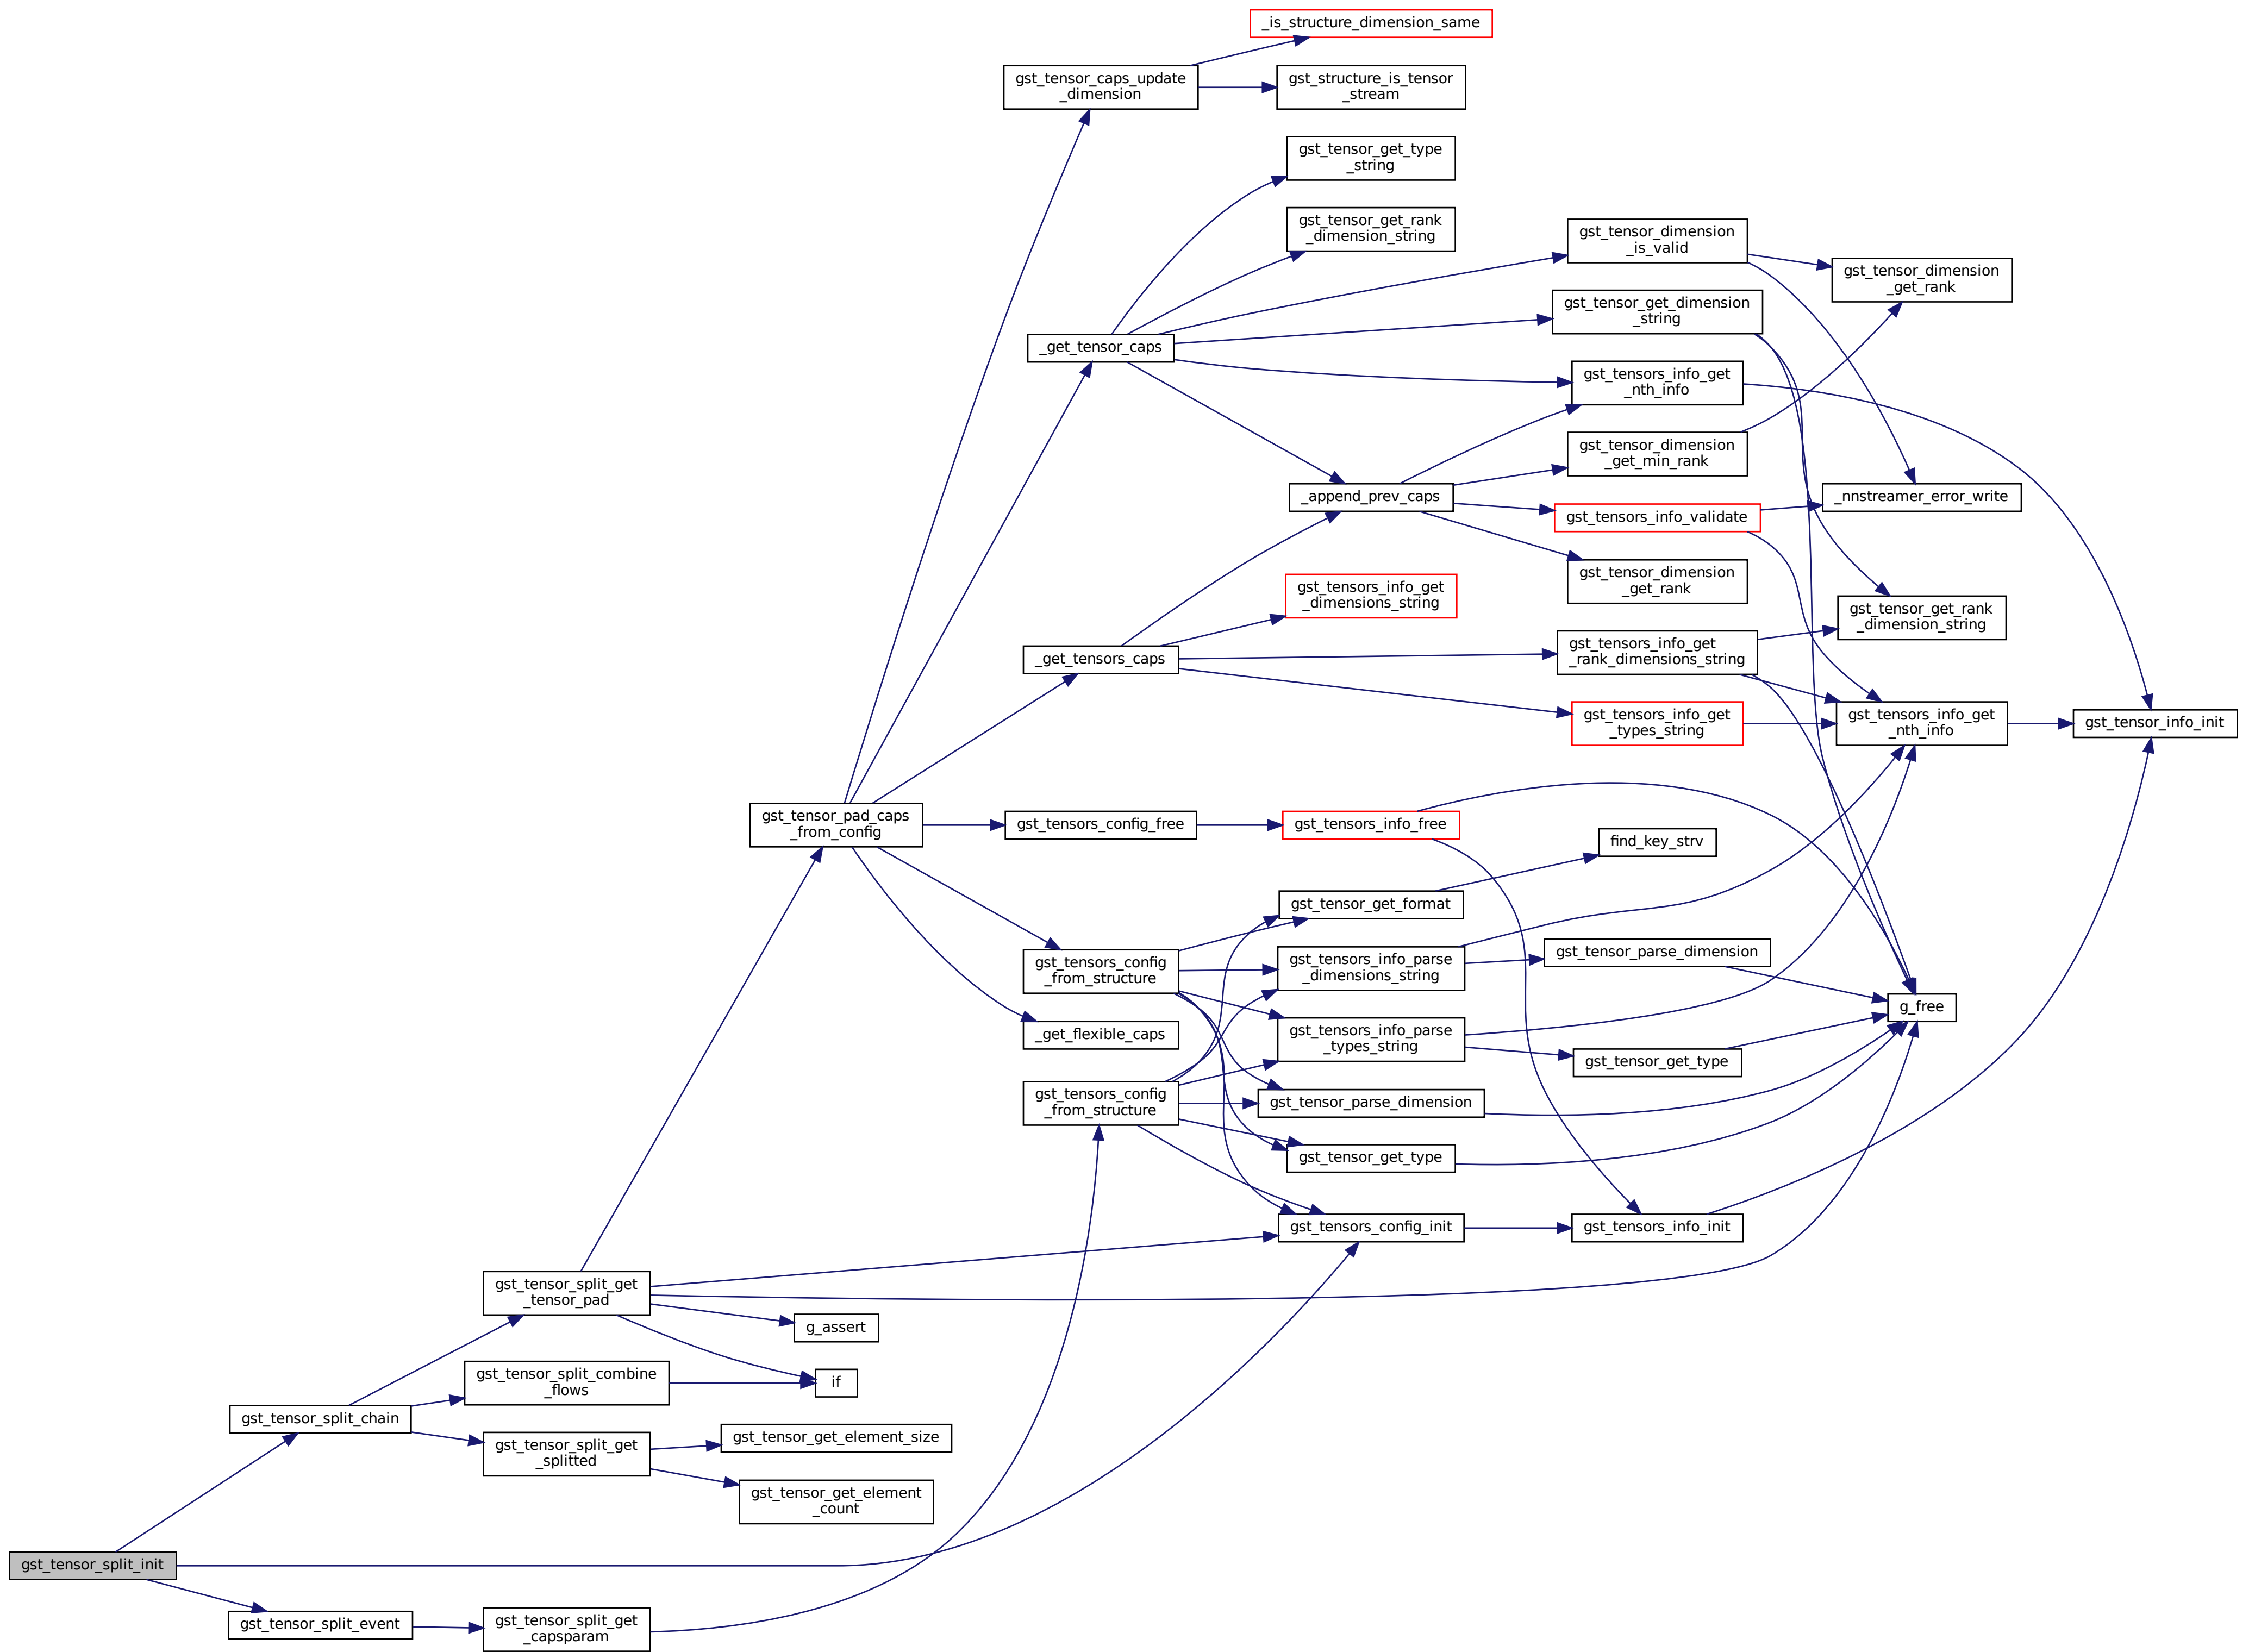 _is_structure_dimension_same
gst_tensor_caps_update
_dimension
gst_structure_is_tensor
_stream
gst_tensor_get_type
_string
gst_tensor_get_rank
_dimension_string
gst_tensor_dimension
_is_valid
gst_tensor_dimension
_get_rank
gst_tensor_get_dimension
_string
_get_tensor_caps
gst_tensors_info_get
_nth_info
gst_tensor_dimension
_get_min_rank
_append_prev_caps
_nnstreamer_error_write
gst_tensors_info_validate
gst_tensor_dimension
_get_rank
gst_tensors_info_get
_dimensions_string
gst_tensor_get_rank
_dimension_string
_get_tensors_caps
gst_tensors_info_get
_rank_dimensions_string
gst_tensors_info_get
_types_string
gst_tensors_info_get
_nth_info
gst_tensor_info_init
gst_tensor_pad_caps
_from_config
gst_tensors_config_free
gst_tensors_info_free
find_key_strv
gst_tensor_get_format
gst_tensors_config
_from_structure
gst_tensors_info_parse
_dimensions_string
gst_tensor_parse_dimension
g_free
_get_flexible_caps
gst_tensors_info_parse
_types_string
gst_tensor_get_type
gst_tensors_config
_from_structure
gst_tensor_parse_dimension
gst_tensor_get_type
gst_tensors_config_init
gst_tensors_info_init
gst_tensor_split_get
_tensor_pad
g_assert
gst_tensor_split_combine
_flows
if
gst_tensor_split_chain
gst_tensor_split_get
_splitted
gst_tensor_get_element_size
gst_tensor_get_element
_count
gst_tensor_split_init
gst_tensor_split_event
gst_tensor_split_get
_capsparam